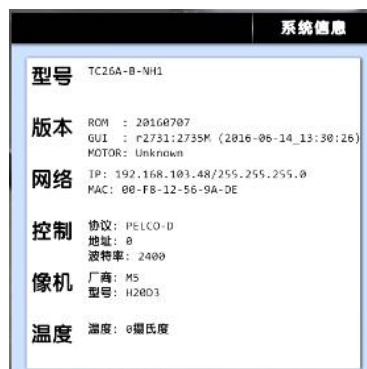 系统信息
型号 TC26A-B-NH1
版本 ROM : 20160707
GUI : r2731:2735M (2016-06-14_13:30:26)
MOTOR: Unknown
网络 IP: 192.168.103.48/255.255.255.0
MAC: 00-F8-12-56-9A-DE
控制 协议: PELCO-D
地址: 0
波特率: 2400
像机 厂商: MS
型号: H20D3
温度 温度: 0摄氏度